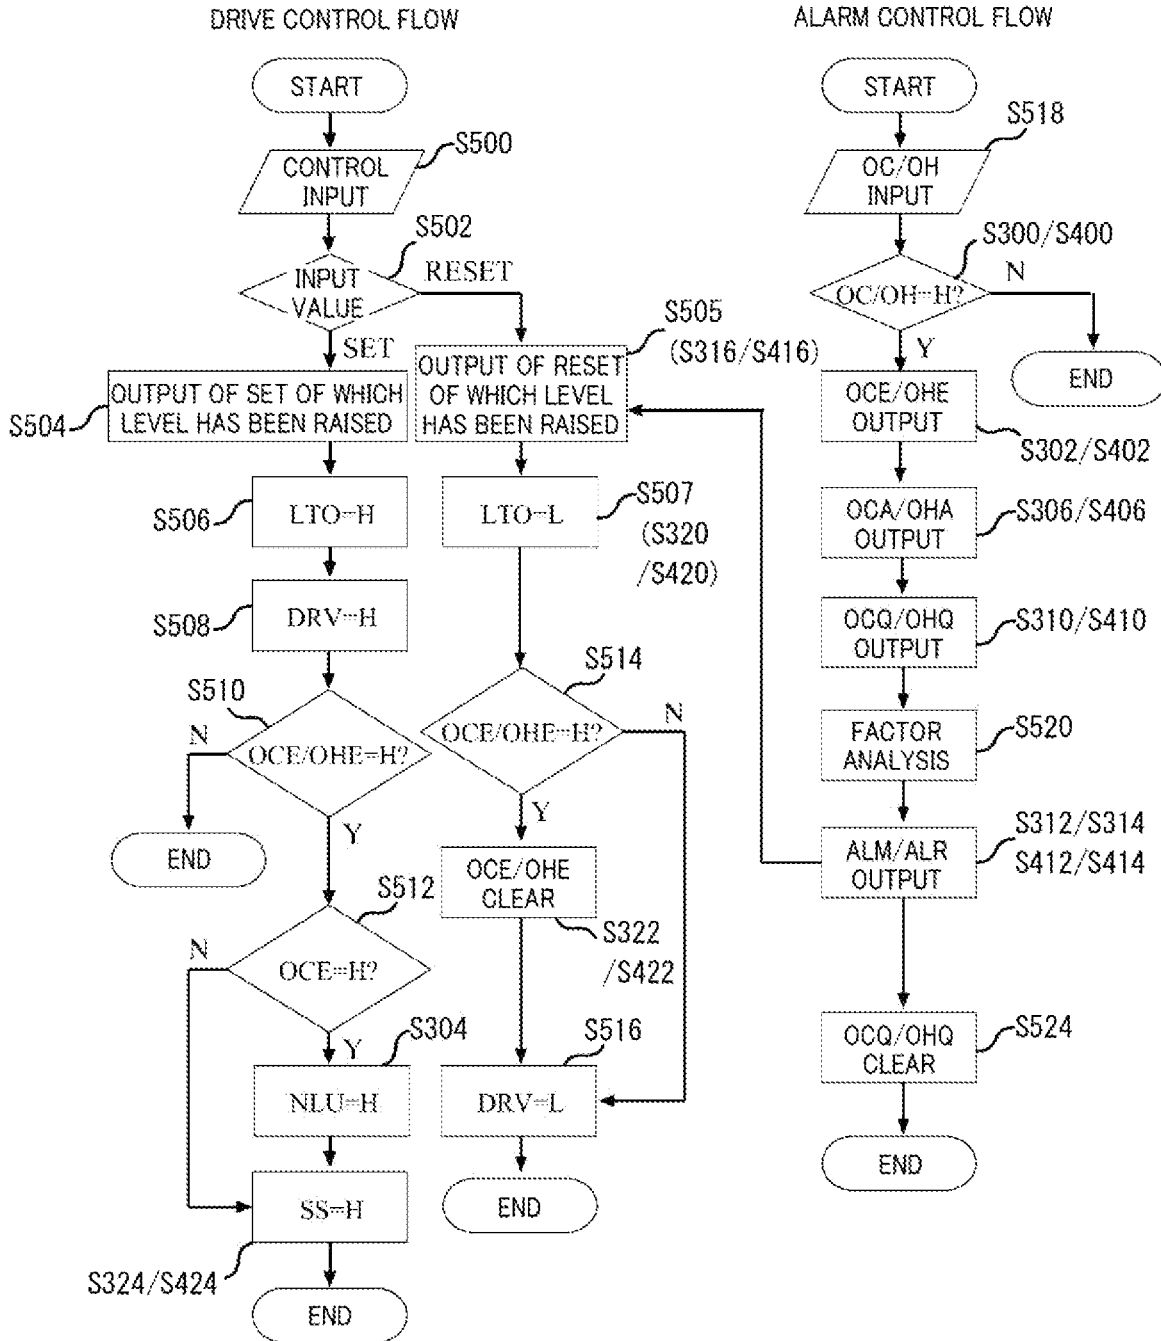 DRIVE CONTROL FLOW
START
S500
CONTROL
INPUT
S502
INPUT
VALUE
RESET
SET
S504
OUTPUT OF SET OF WHICH
LEVEL HAS BEEN RAISED
S505
(S316/S416)
OUTPUT OF RESET
OF WHICH LEVEL
HAS BEEN RAISED
S506
LTO=H
S507
(S320
/S420)
LTO=L
S508
DRV=H
S510
N
OCE/OHE=H?
Y
END
S514
OCE/OHE=H?
N
Y
OCE/OHE
CLEAR
S322
/S422
S512
N
OCE=H?
Y
S304
NLU=H
S516
DRV=L
END
SS=H
S324/S424
END
ALARM CONTROL FLOW
START
S518
OC/OH
INPUT
S300/S400
OC/OH=H?
N
Y
END
OCE/OHE
OUTPUT
S302/S402
OCA/OHA
OUTPUT
S306/S406
OCQ/OHQ
OUTPUT
S310/S410
FACTOR
ANALYSIS
S520
ALM/ALR
OUTPUT
S312/S314
S412/S414
OCQ/OHQ
CLEAR
S524
END